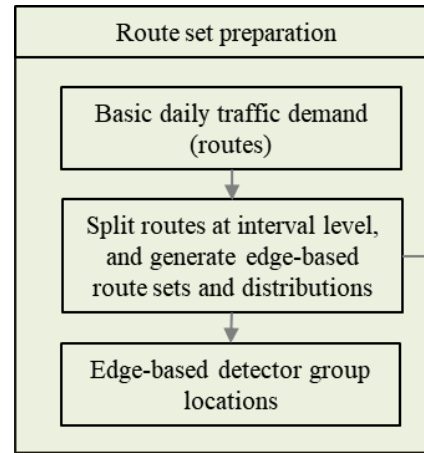 Route set preparation
Basic daily traffic demand
(routes)
Split routes at interval level,
and generate edge-based
route sets and distributions
Edge-based detector group
locations